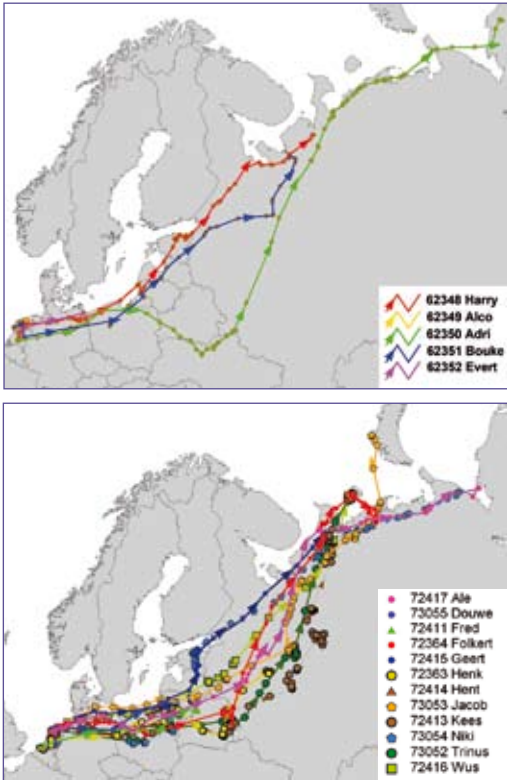 62348 Harry
62349 Alco
62350 Adri
62351 Bouke
62352 Evert
72417 Ale
73055 Douwe
72411 Fred
72364 Folkert
72415 Geert
72363 Henk
72414 Hent
73053 Jacob
72413 Kees
73054 Niki
73052 Trinus
72416 Wus